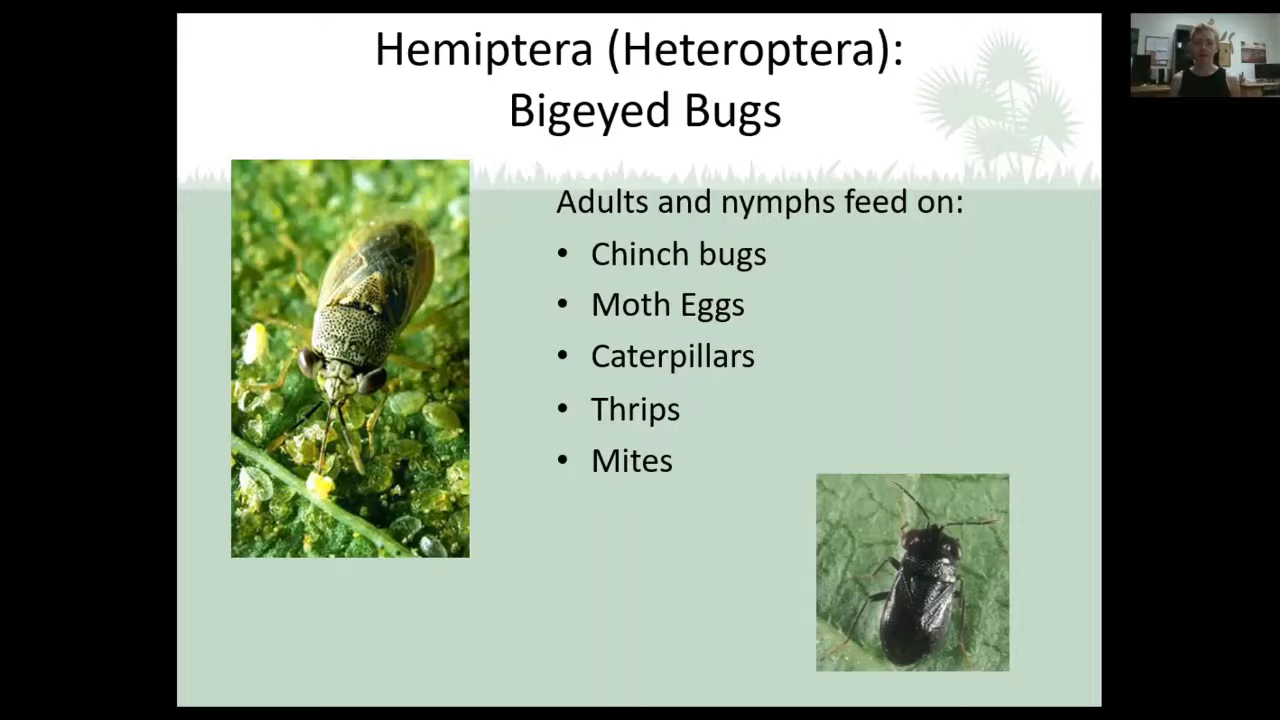 Hemiptera (Heteroptera):
Bigeyed Bugs
Adults and nymphs feed on:
• Chinch bugs
• Moth Eggs
• Caterpillars
• Thrips
• Mites